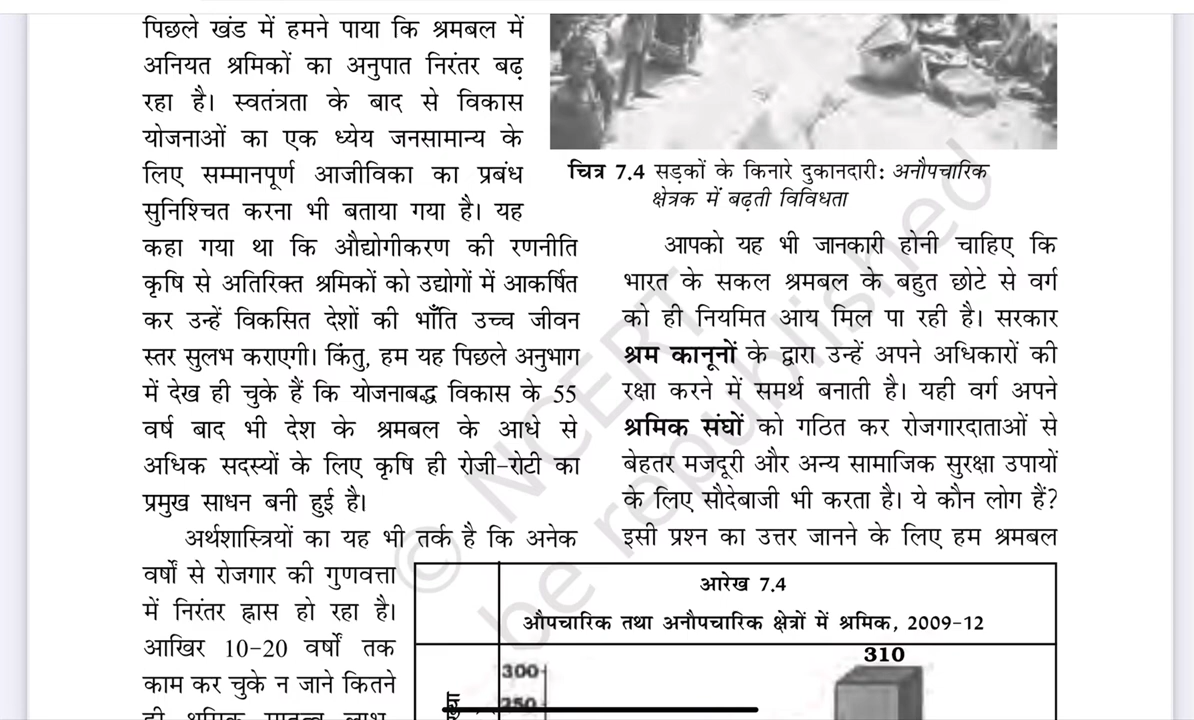 पिछले खंड में हमने पाया कि श्रमबल में
अनियत श्रमिकों का अनुपात निरंतर बढ़
रहा है। स्वतंत्रता के बाद से विकास
योजनाओं का एक ध्येय जनसामान्य के
लिए सम्मानपूर्ण आजीविका का प्रबंध
सुनिश्चित करना भी बताया गया है। यह
कहा गया था कि औद्योगीकरण की रणनीति
कृषि से अतिरिक्त श्रमिकों को उद्योगों में आकर्षित
कर उन्हें विकसित देशों की भाँति उच्च जीवन
स्तर सुलभ कराएगी। किंतु, हम यह पिछले अनुभाग
में देख ही चुके हैं कि योजनाबद्ध विकास के 55
वर्ष बाद भी देश के श्रमबल के आधे से
अधिक सदस्यों के लिए कृषि ही रोजी-रोटी का
प्रमुख साधन बनी हुई है।
अर्थशास्त्रियों का यह भी तर्क है कि अनेक
वर्षों से रोजगार की गुणवत्ता
में निरंतर ह्रास हो रहा है।
आखिर 10-20 वर्षों तक
काम कर चुके न जाने कितने
ही श्रमिक मातृत्व लाभ,
चित्र 7.4 सड़कों के किनारे दुकानदारी: अनौपचारिक
क्षेत्रक में बढ़ती विविधता
आपको यह भी जानकारी होनी चाहिए कि
भारत के सकल श्रमबल के बहुत छोटे से वर्ग
को ही नियमित आय मिल पा रही है। सरकार
श्रम कानूनों के द्वारा उन्हें अपने अधिकारों की
रक्षा करने में समर्थ बनाती है। यही वर्ग अपने
श्रमिक संघों को गठित कर रोजगारदाताओं से
बेहतर मजदूरी और अन्य सामाजिक सुरक्षा उपायों
के लिए सौदेबाजी भी करता है। ये कौन लोग हैं?
इसी प्रश्न का उत्तर जानने के लिए हम श्रमबल
आरेख 7.4
औपचारिक तथा अनौपचारिक क्षेत्रों में श्रमिक, 2009-12
310
300
250
© NCERT
be republished